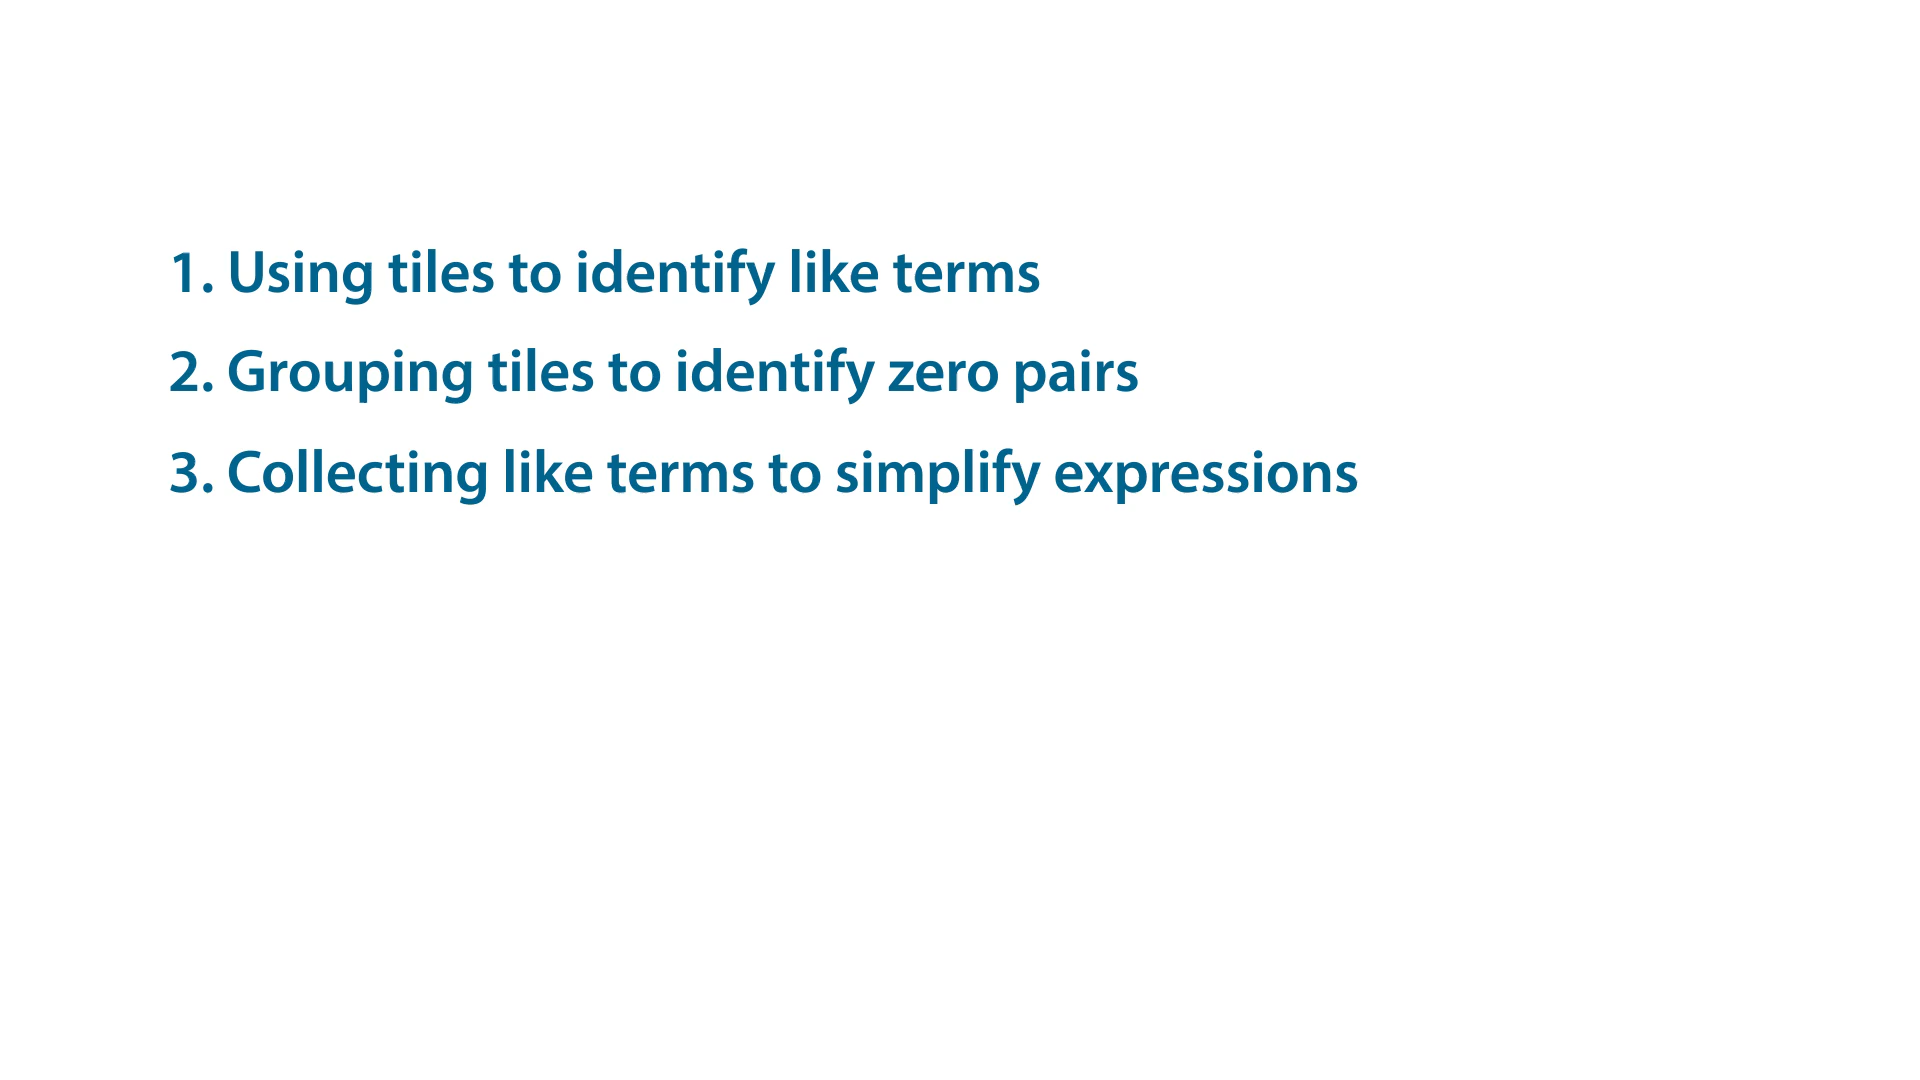 1. Using tiles to identify like terms
2. Grouping tiles to identify zero pairs
3. Collecting like terms to simplify expressions